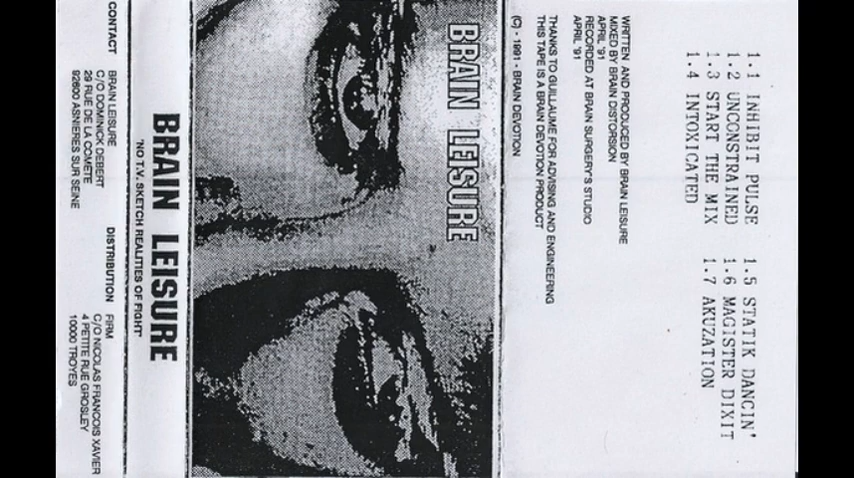 CONTACT
BRAIN LEISURE
C/O DOMINICK DEBERT
29 RUE DE LA COMÈTE
92600 ASNIERES SUR SEINE
DISTRIBUTION
FIRM
C/O NICOLAS FRANCOIS XAVIER
4 PETITE RUE GROSLEY
10000 TROYES
BRAIN LEISURE
"NO T.V. SKETCH REALITIES OF FIGHT"
BRAIN LEISURE
1.1 INHIBIT PULSE
1.2 UNCONSTRAINED
1.3 START THE MIX
1.4 INTOXICATED
1.5 STATIK DANCIN'
1.6 MAGISTER DIXIT
1.7 AKUZATION
WRITTEN AND PRODUCED BY BRAIN LEISURE
MIXED BY BRAIN DISTORSION
APRIL '91
RECORDED AT BRAIN SURGERY'S STUDIO
APRIL '91
THANKS TO GUILLAUME FOR ADVISING AND ENGINEERING
THIS TAPE IS A BRAIN DEVOTION PRODUCT
(C) - 1991 - BRAIN DEVOTION